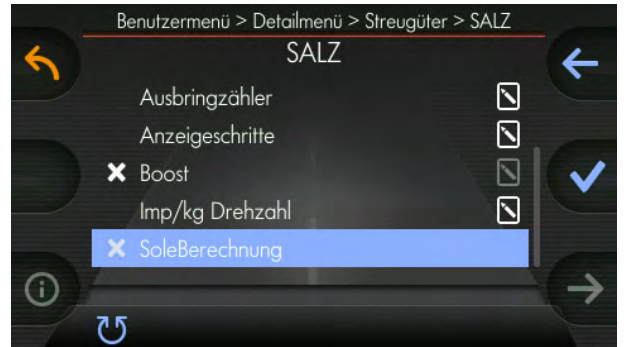 Benutzermenü > Detailmenü > Streugüter > SALZ
SALZ
Ausbringzähler
Anzeigeschritte
Boost
Imp/kg Drehzahl
SoleBerechnung